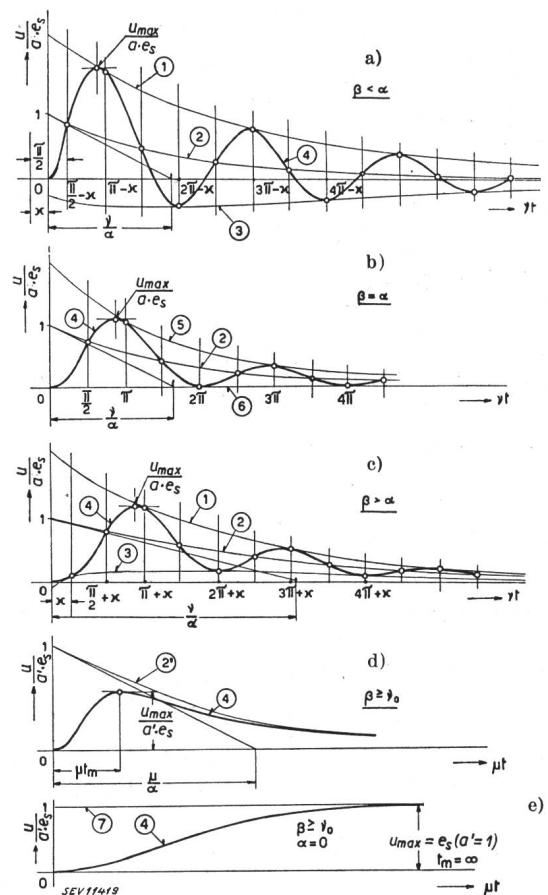 u / a·e_s
u_max / a·e_s
1
a)
β < α
1
2
4
0
π/2 -x
π-x
2π-x
3π-x
4π-x
x
ν/α
3
νt
b)
u / a·e_s
u_max / a·e_s
β = α
4
5
2
1
0
π/2
π
2π
3π
4π
6
ν/α
νt
c)
u / a·e_s
u_max / a·e_s
β > α
4
1
2
3
1
0
x
π/2 +x
π+x
2π+x
3π+x
4π+x
ν/α
νt
d)
u / a'·e_s
1
2'
4
β ≥ ν₀
u_max / a'·e_s
0
μt_m
μ/α
μt
e)
u / a'·e_s
1
7
4
β ≥ ν₀
α = 0
u_max = e_s (a' = 1)
t_m = ∞
0
μt
SEV11419